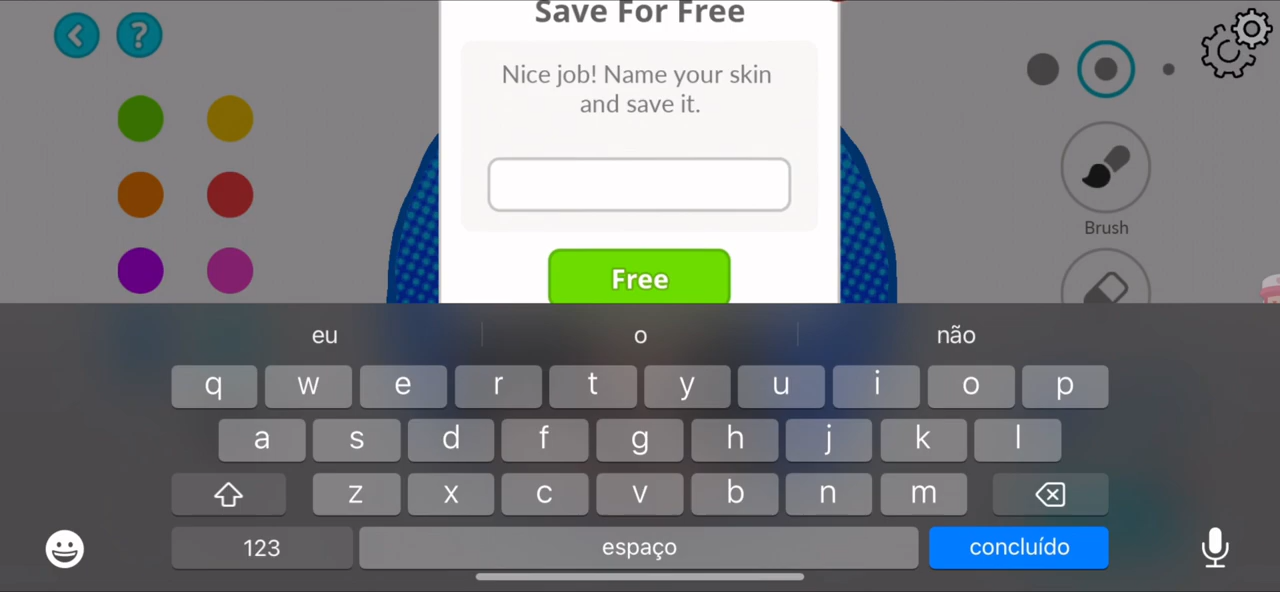 Save For Free
Nice job! Name your skin
and save it.
Free
Brush
eu o não
q w e r t y u i o p
a s d f g h j k l
z x c v b n m
123 espaço concluído